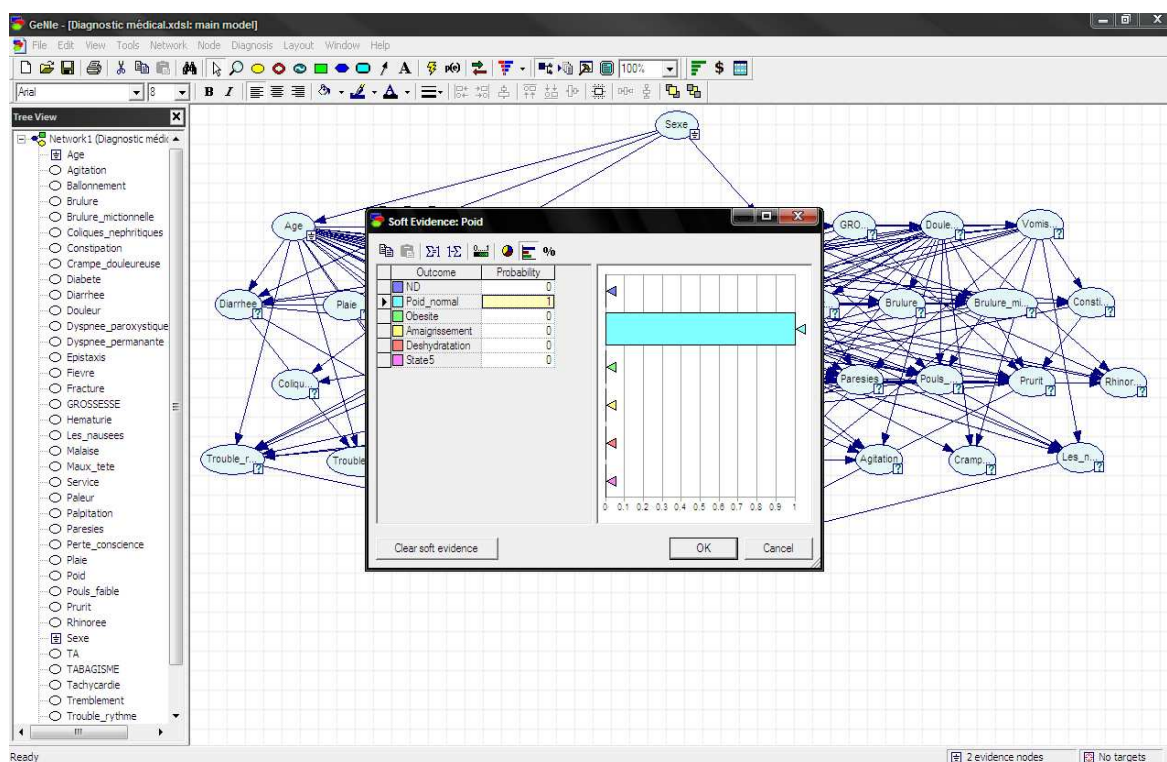 GeNIe - [Diagnostic médical.xdsl: main model]
File Edit View Tools Network Node Diagnosis Layout Window Help
100%
Arial 8 B I
Tree View
Network1 (Diagnostic médic
Age
Agitation
Ballonnement
Brulure
Brulure_mictionnelle
Coliques_nephritiques
Constipation
Crampe_douleureuse
Diabete
Diarrhee
Douleur
Dyspnee_paroxystique
Dyspnee_permanante
Epistaxis
Fievre
Fracture
GROSSESSE
Hematurie
Les_nausees
Malaise
Maux_tete
Service
Paleur
Palpitation
Paresies
Perte_conscience
Plaie
Poid
Pouls_faible
Prurit
Rhinoree
Sexe
TA
TABAGISME
Tachycardie
Tremblement
Trouble_rythme
Sexe
Age
GRO...
Doule...
Vomis...
Diarrhee
Plaie
Brulure
Brulure_mi...
Consti...
Coliqu...
Paresies
Pouls_...
Prurit
Rhinor...
Trouble_r...
Trouble
Agitation
Cramp...
Les_n...
Soft Evidence: Poid
Outcome Probability
ND 0
Poid_normal 1
Obesite 0
Amaigrissement 0
Deshydratation 0
State5 0
0 0.1 0.2 0.3 0.4 0.5 0.6 0.7 0.8 0.9 1
Clear soft evidence OK Cancel
Ready 2 evidence nodes No targets